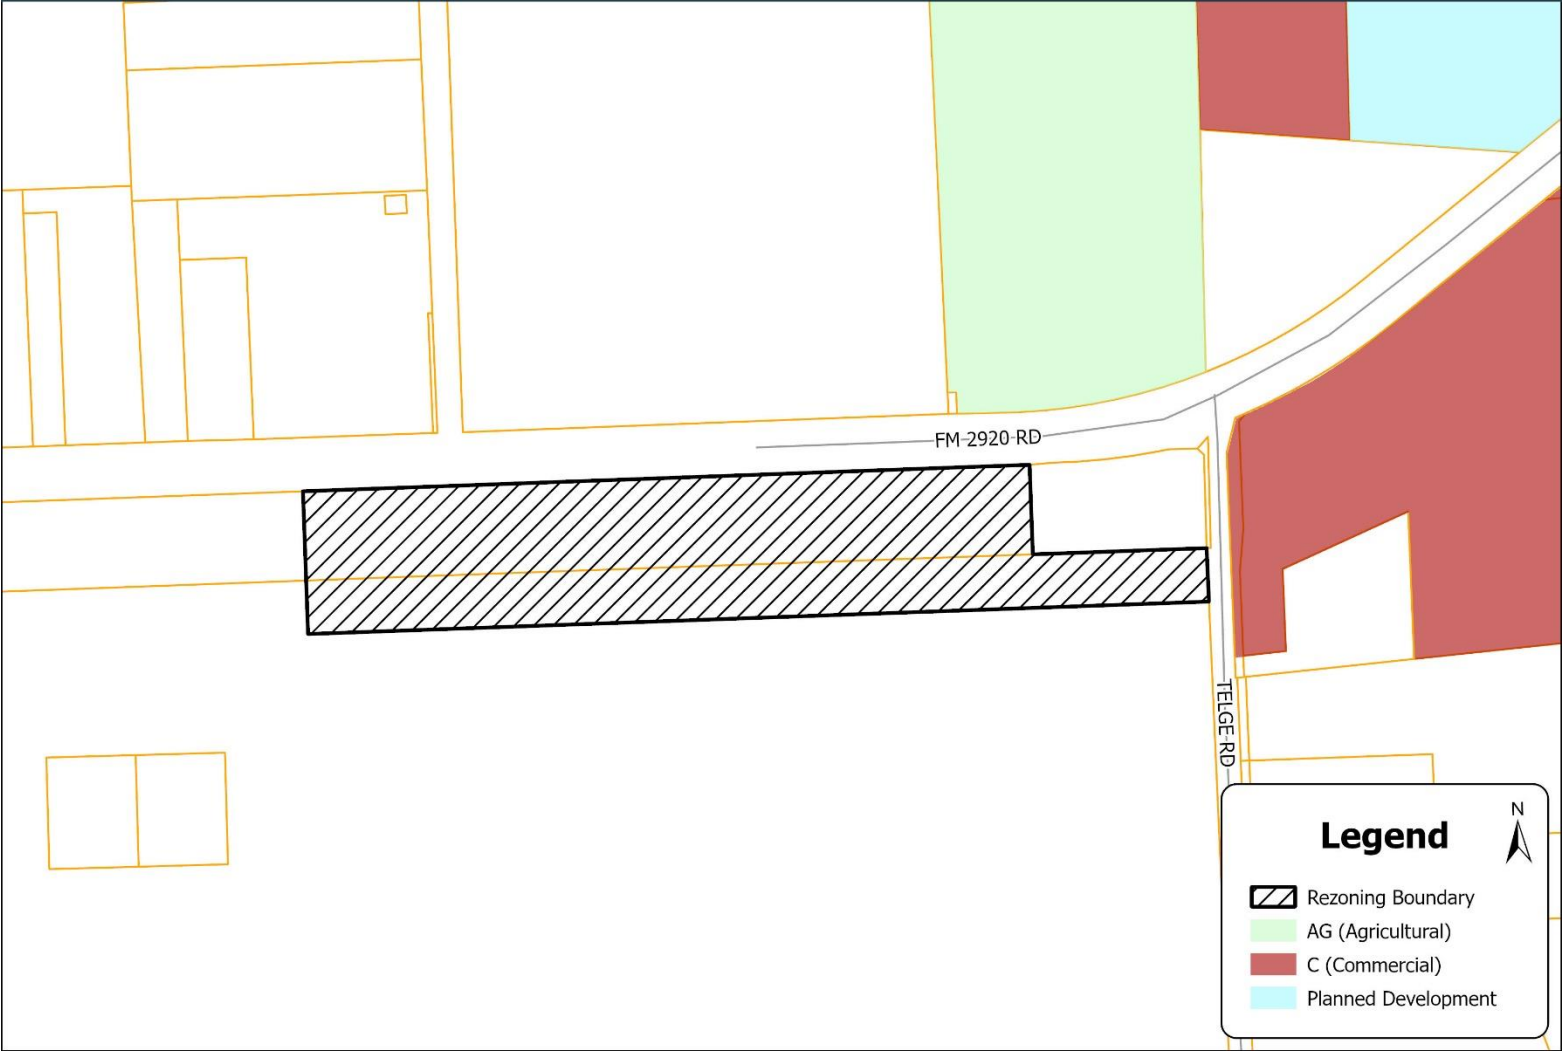 FM 2920 RD
TELGE RD
Legend
N
Rezoning Boundary
AG (Agricultural)
C (Commercial)
Planned Development